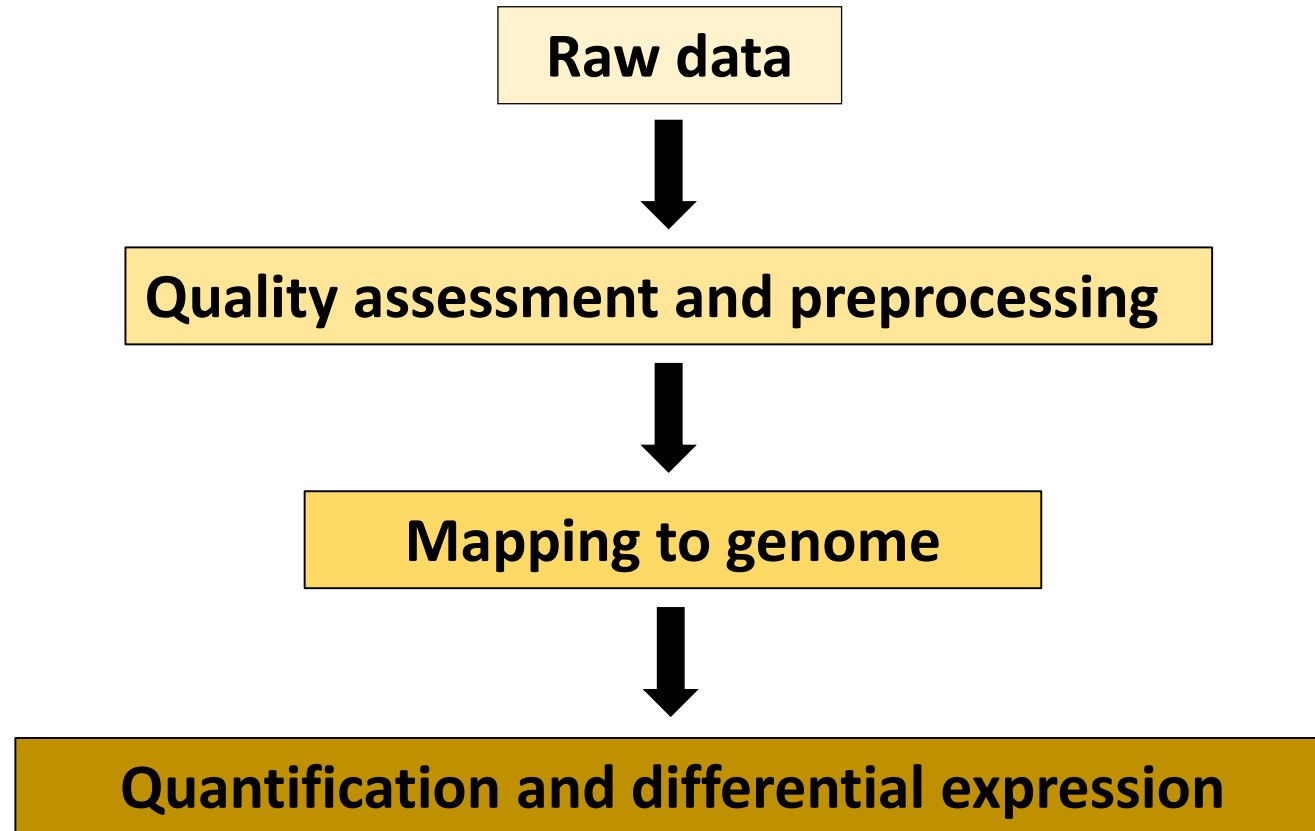 Raw data
Quality assessment and preprocessing
Mapping to genome
Quantification and differential expression